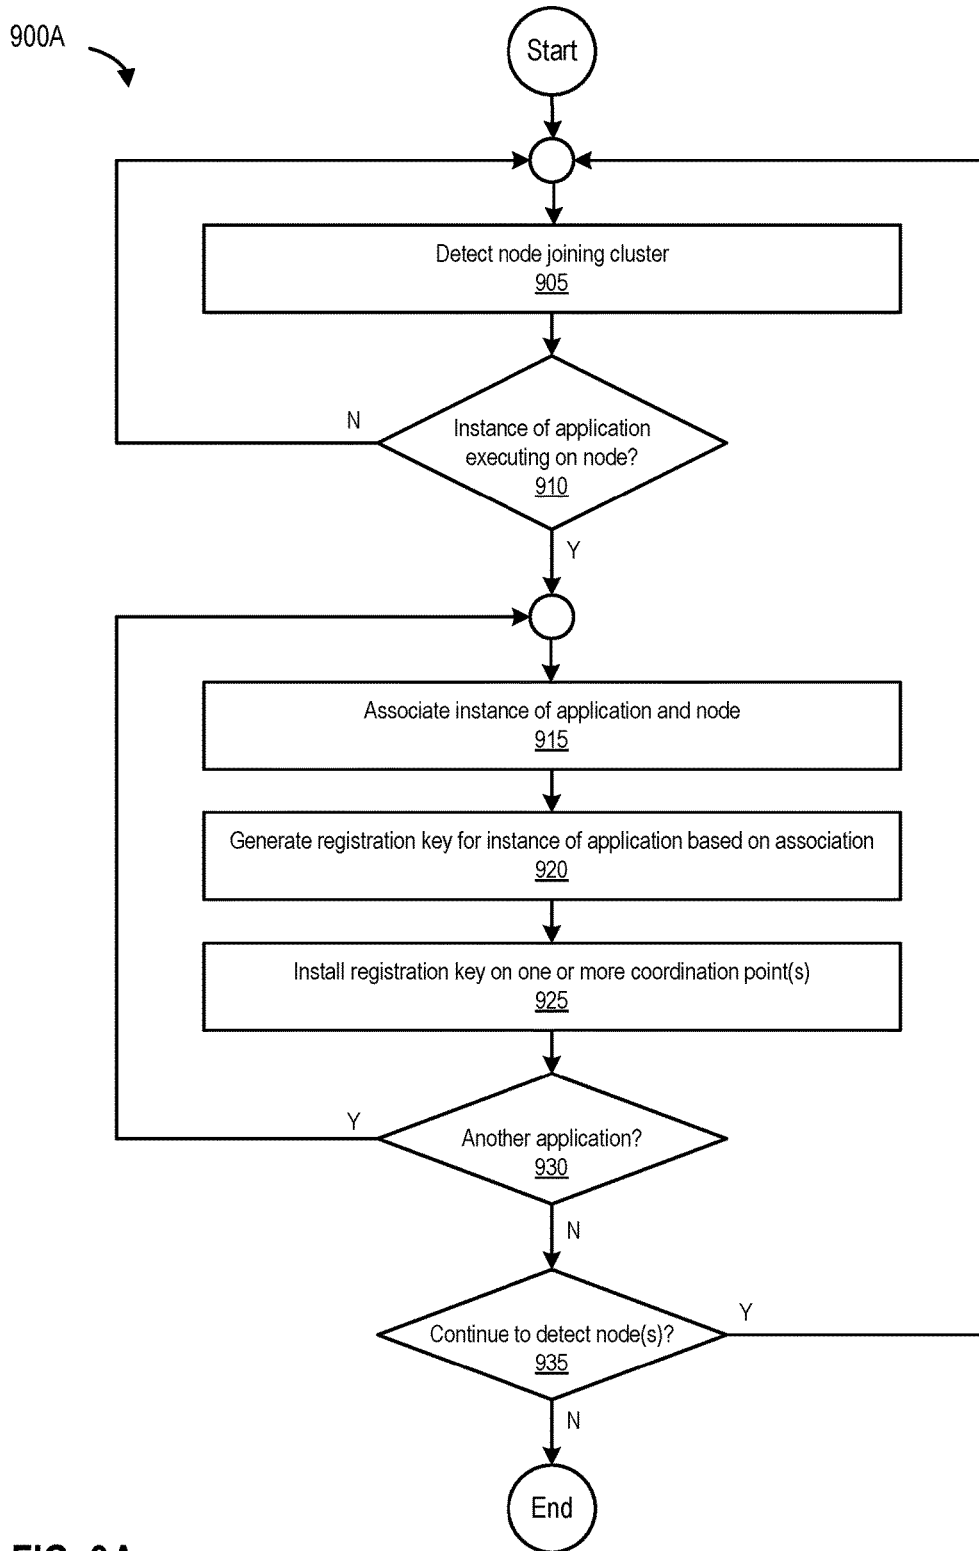 900A
Start
Detect node joining cluster
905
N
Instance of application
executing on node?
910
Y
Associate instance of application and node
915
Generate registration key for instance of application based on association
920
Install registration key on one or more coordination point(s)
925
Y
Another application?
930
N
Y
Continue to detect node(s)?
935
N
End